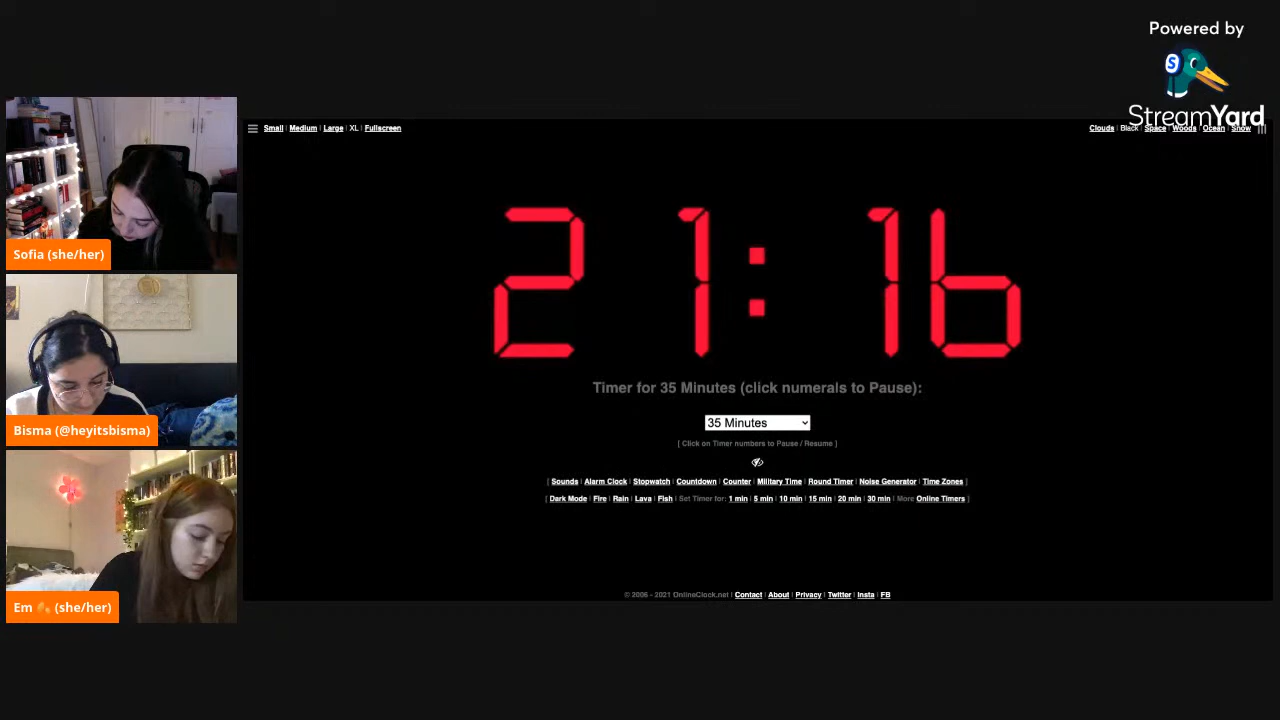 Powered by
S
StreamYard
Small | Medium | Large | XL | Fullscreen
Clouds | Black | Space | Woods | Ocean | Snow
21:16
Timer for 35 Minutes (click numerals to Pause):
35 Minutes
[ Click on Timer numbers to Pause / Resume ]
[ Sounds | Alarm Clock | Stopwatch | Countdown | Counter | Military Time | Round Timer | Noise Generator | Time Zones ]
[ Dark Mode | Fire | Rain | Lava | Fish | Set Timer for: 1 min | 5 min | 10 min | 15 min | 20 min | 30 min | More Online Timers ]
© 2006 - 2021 OnlineClock.net | Contact | About | Privacy | Twitter | Insta | FB
Sofia (she/her)
Bisma (@heyitsbisma)
Em 🍂 (she/her)